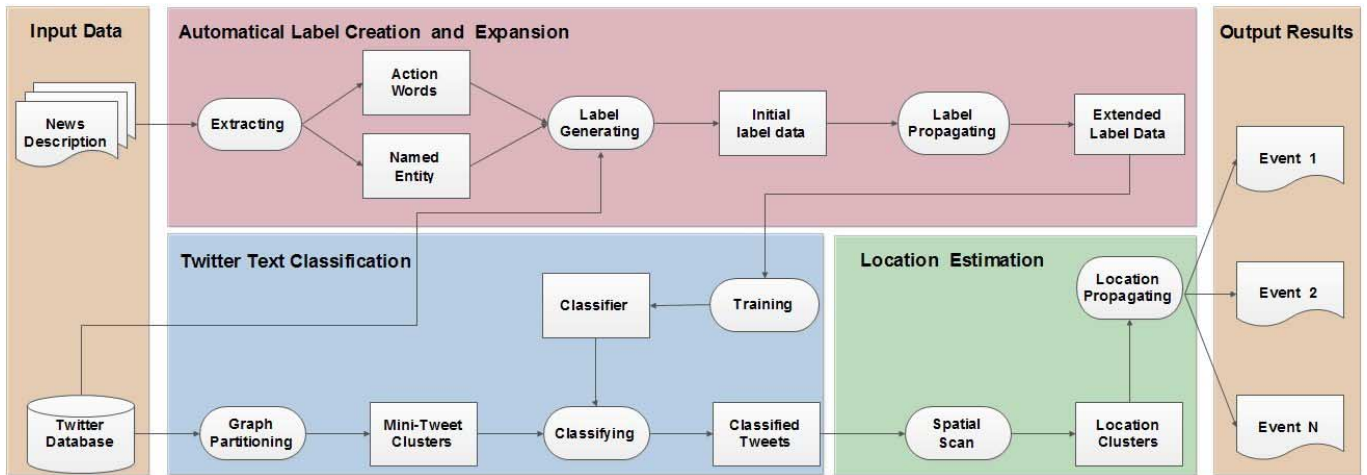 Input Data
News
Description
Twitter
Database
Automatical Label Creation and Expansion
Extracting
Action
Words
Named
Entity
Label
Generating
Initial
label data
Label
Propagating
Extended
Label Data
Twitter Text Classification
Classifier
Training
Graph
Partitioning
Mini-Tweet
Clusters
Classifying
Classified
Tweets
Location Estimation
Location
Propagating
Spatial
Scan
Location
Clusters
Output Results
Event 1
Event 2
Event N